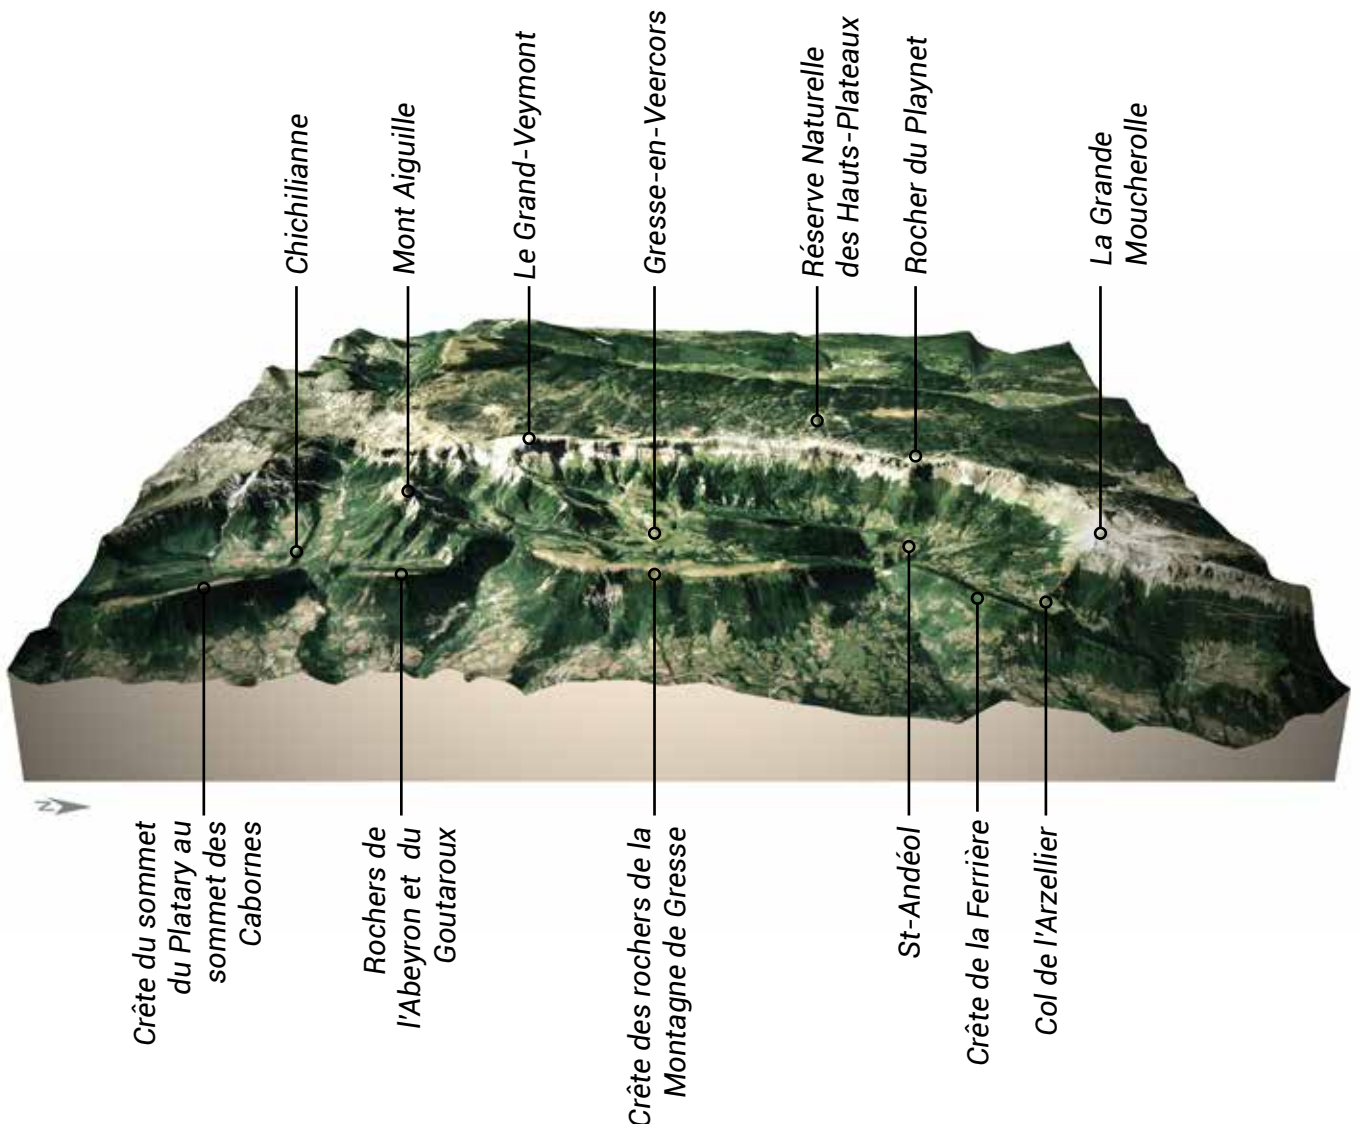 Chichilianne
Mont Aiguille
Le Grand-Veymont
Gresse-en-Veercors
Réserve Naturelle
des Hauts-Plateaux
Rocher du Playnet
La Grande
Moucherolle
N
Crête du sommet
du Platary au
sommet des
Cabornes
Rochers de
l'Abeyron et du
Goutaroux
Crête des rochers de la
Montagne de Gresse
St-Andéol
Crête de la Ferrière
Col de l'Arzellier